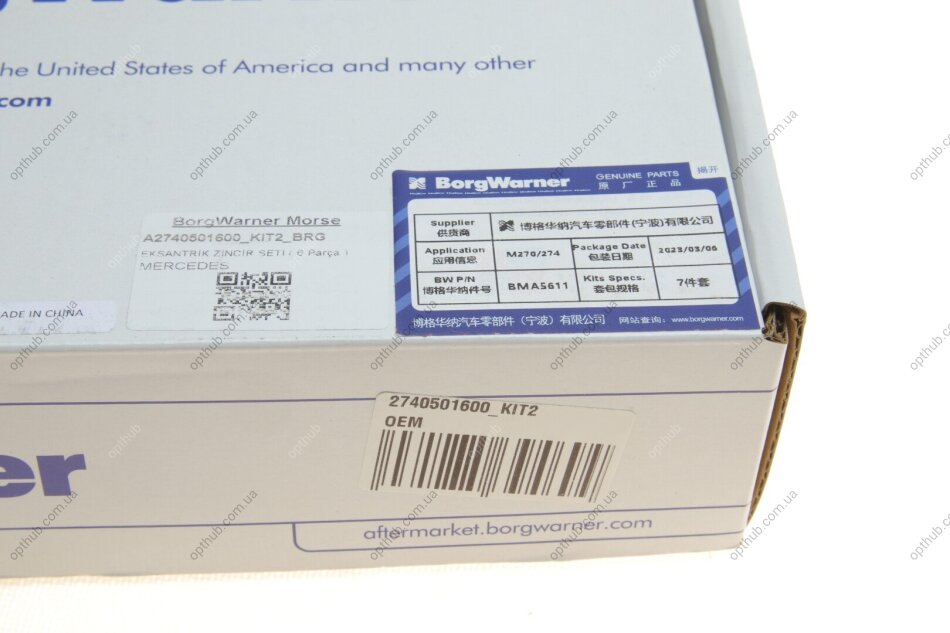 he United States of America and many other
com
BorgWarner Morse
A2740501600_KIT2_BRG
EKSANTRİK ZİNCİR SETİ ( 6 Parça )
MERCEDES
ADE IN CHINA
BorgWarner
GENUINE PARTS
原 厂 正 品
揭开
Supplier
供货商
博格华纳汽车零部件(宁波)有限公司
Application
应用信息
M270/274
Package Date
包装日期
2023/03/06
BW P/N
博格华纳件号
BMA5611
Kits Specs.
套包规格
7件套
博格华纳汽车零部件（宁波）有限公司 网站查询：www.borgwarner.com
2740501600_KIT2
OEM
er
aftermarket.borgwarner.com
opthub.com.ua